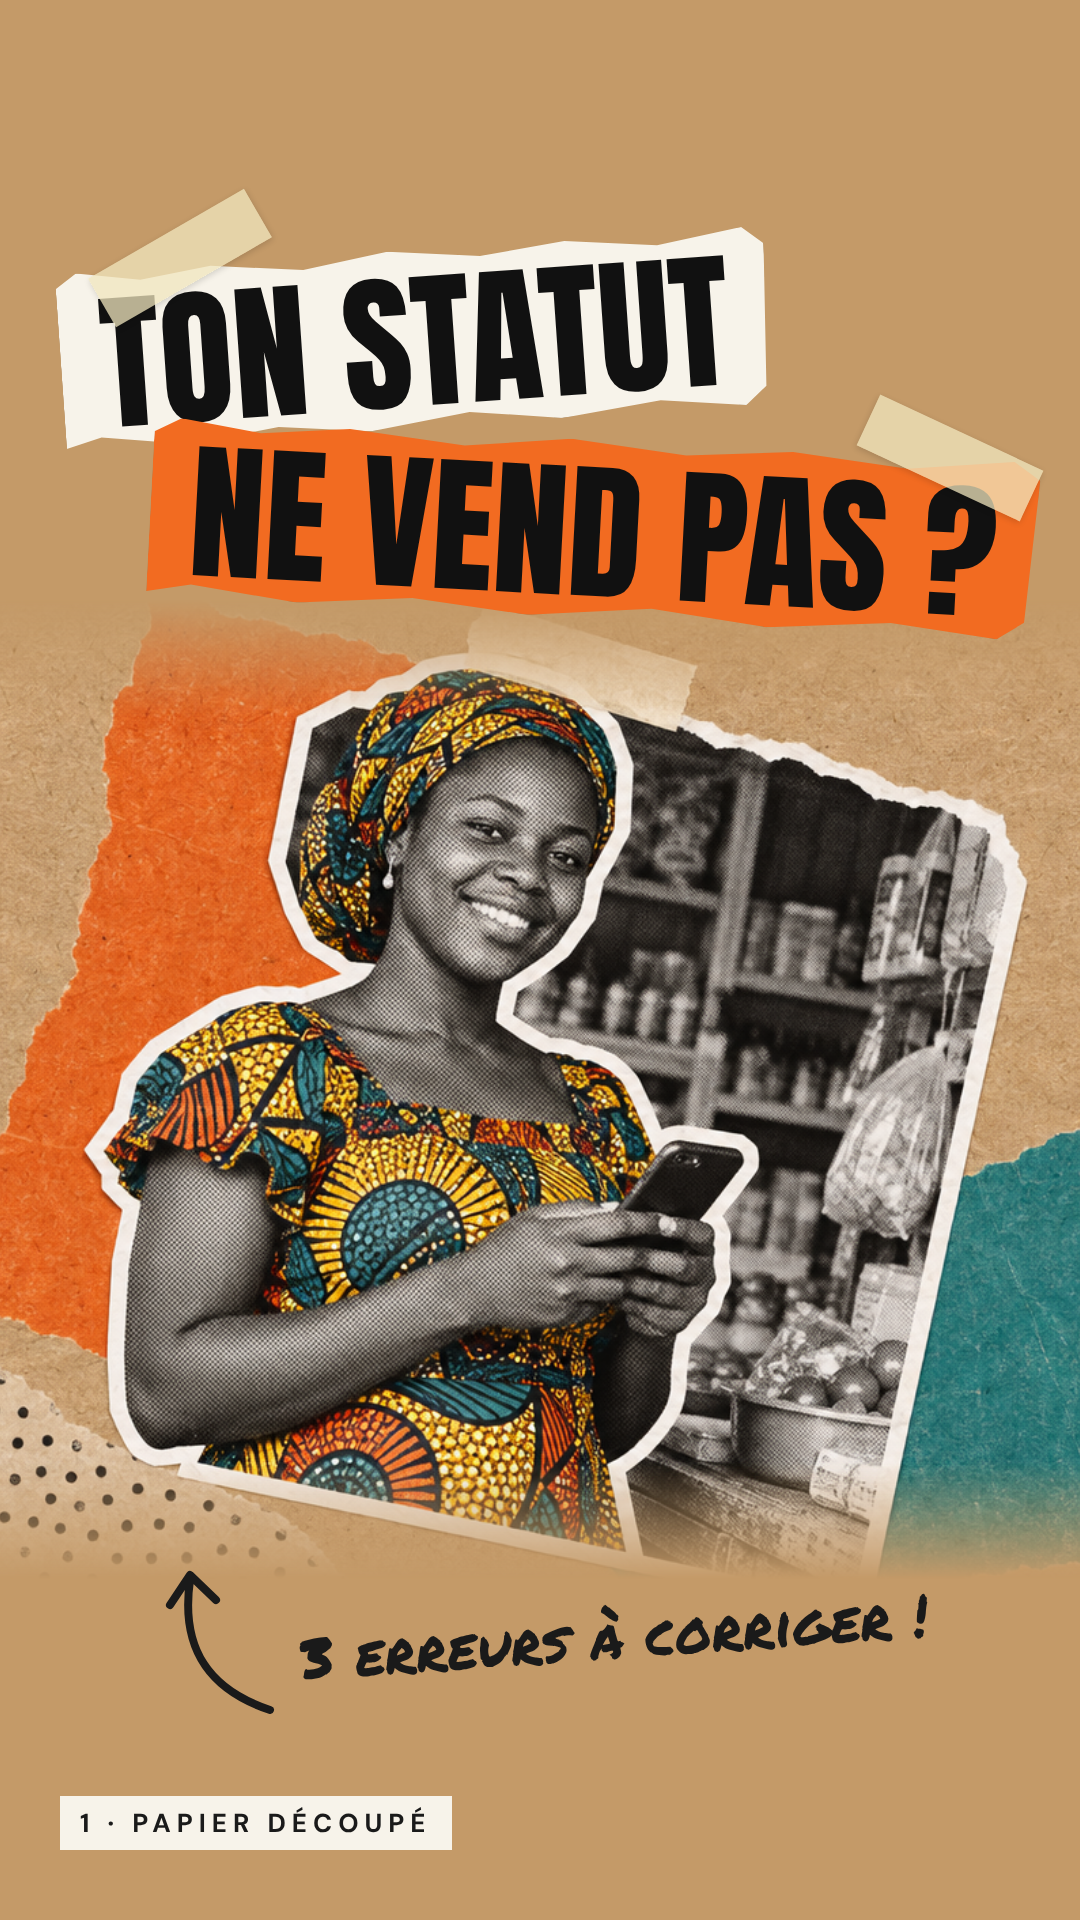 TON STATUT
NE VEND PAS ?
3 ERREURS À CORRIGER !
1 · PAPIER DÉCOUPÉ